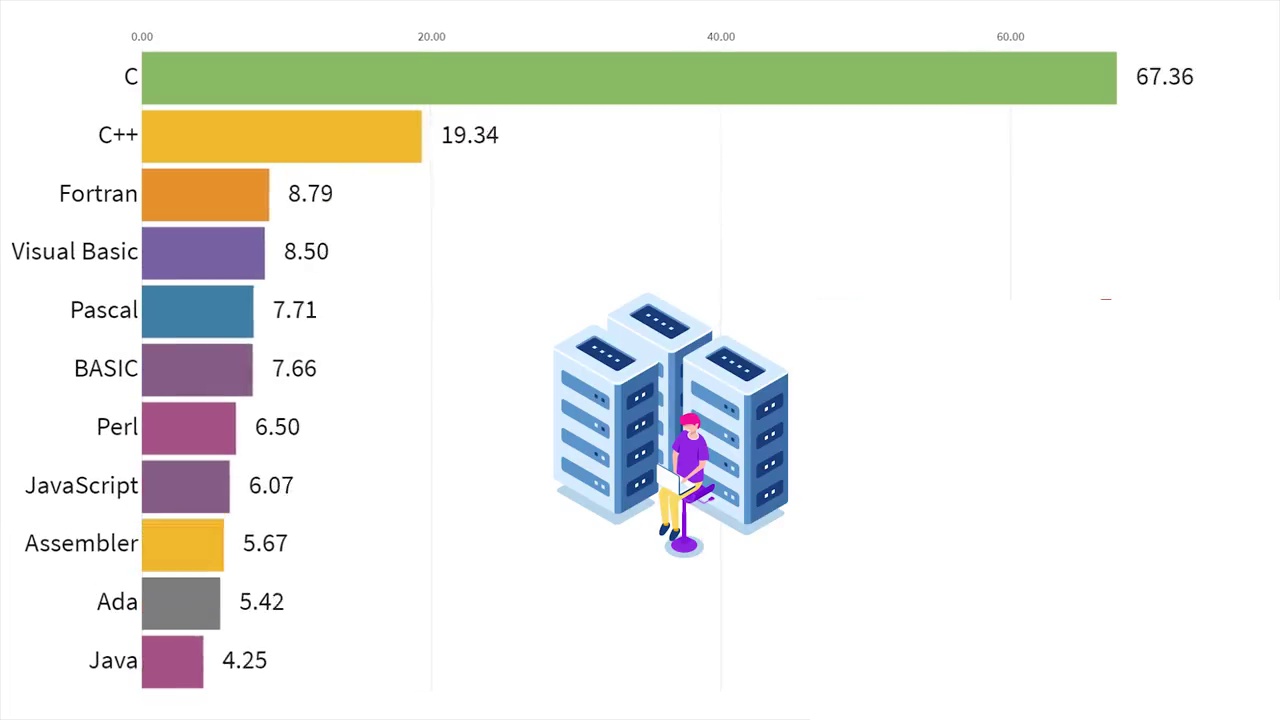 0.00 20.00 40.00 60.00
C 67.36
C++ 19.34
Fortran 8.79
Visual Basic 8.50
Pascal 7.71
BASIC 7.66
Perl 6.50
JavaScript 6.07
Assembler 5.67
Ada 5.42
Java 4.25